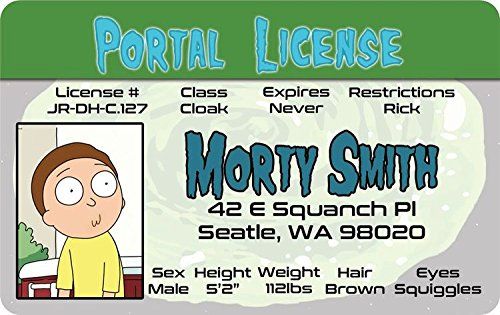 PORTAL LICENSE
License # Class Expires Restrictions
JR-DH-C.127 Cloak Never Rick
MORTY SMITH
42 E Squanch Pl
Seatle, WA 98020
Sex Height Weight Hair Eyes
Male 5'2" 112lbs Brown Squiggles